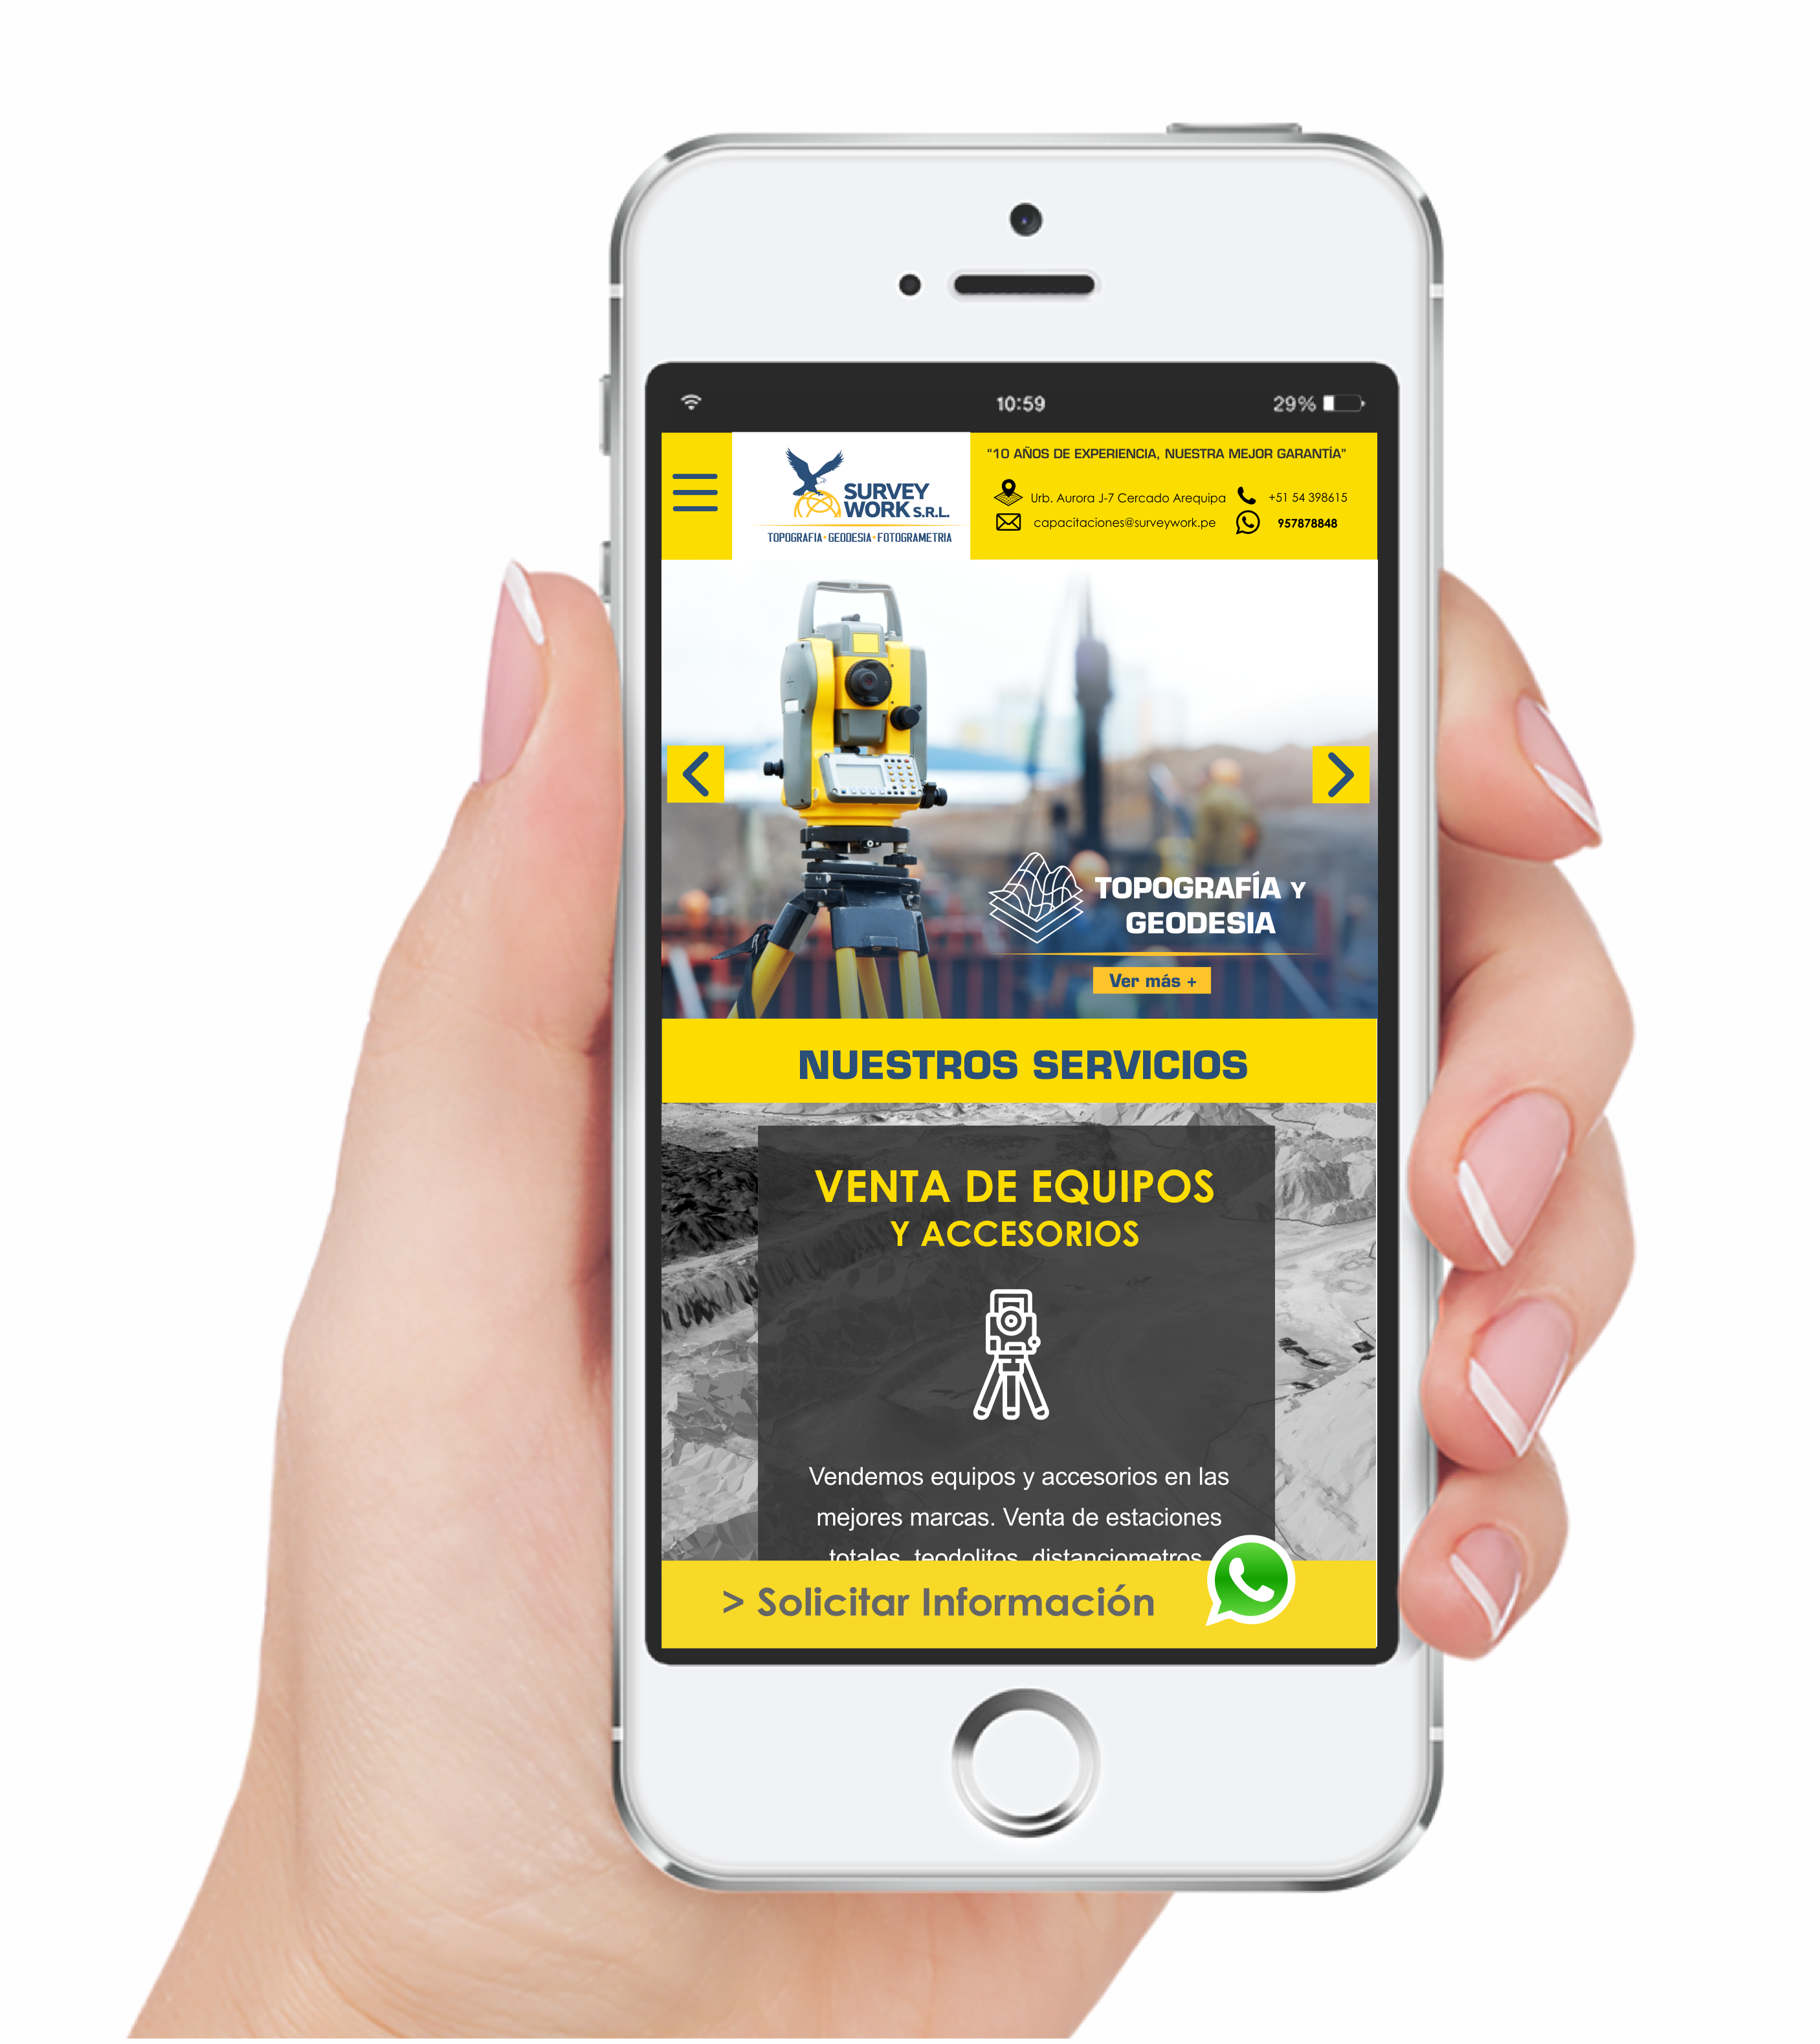 10:59
29%
SURVEY
WORK S.R.L.
TOPOGRAFIA·GEODESIA·FOTOGRAMETRIA
“10 AÑOS DE EXPERIENCIA, NUESTRA MEJOR GARANTÍA”
Urb. Aurora J-7 Cercado Arequipa
+51 54 398615
capacitaciones@surveywork.pe
957878848
TOPOGRAFÍA Y
GEODESIA
Ver más +
NUESTROS SERVICIOS
VENTA DE EQUIPOS
Y ACCESORIOS
Vendemos equipos y accesorios en las
mejores marcas. Venta de estaciones
totales, teodolitos, distanciometros,
> Solicitar Información